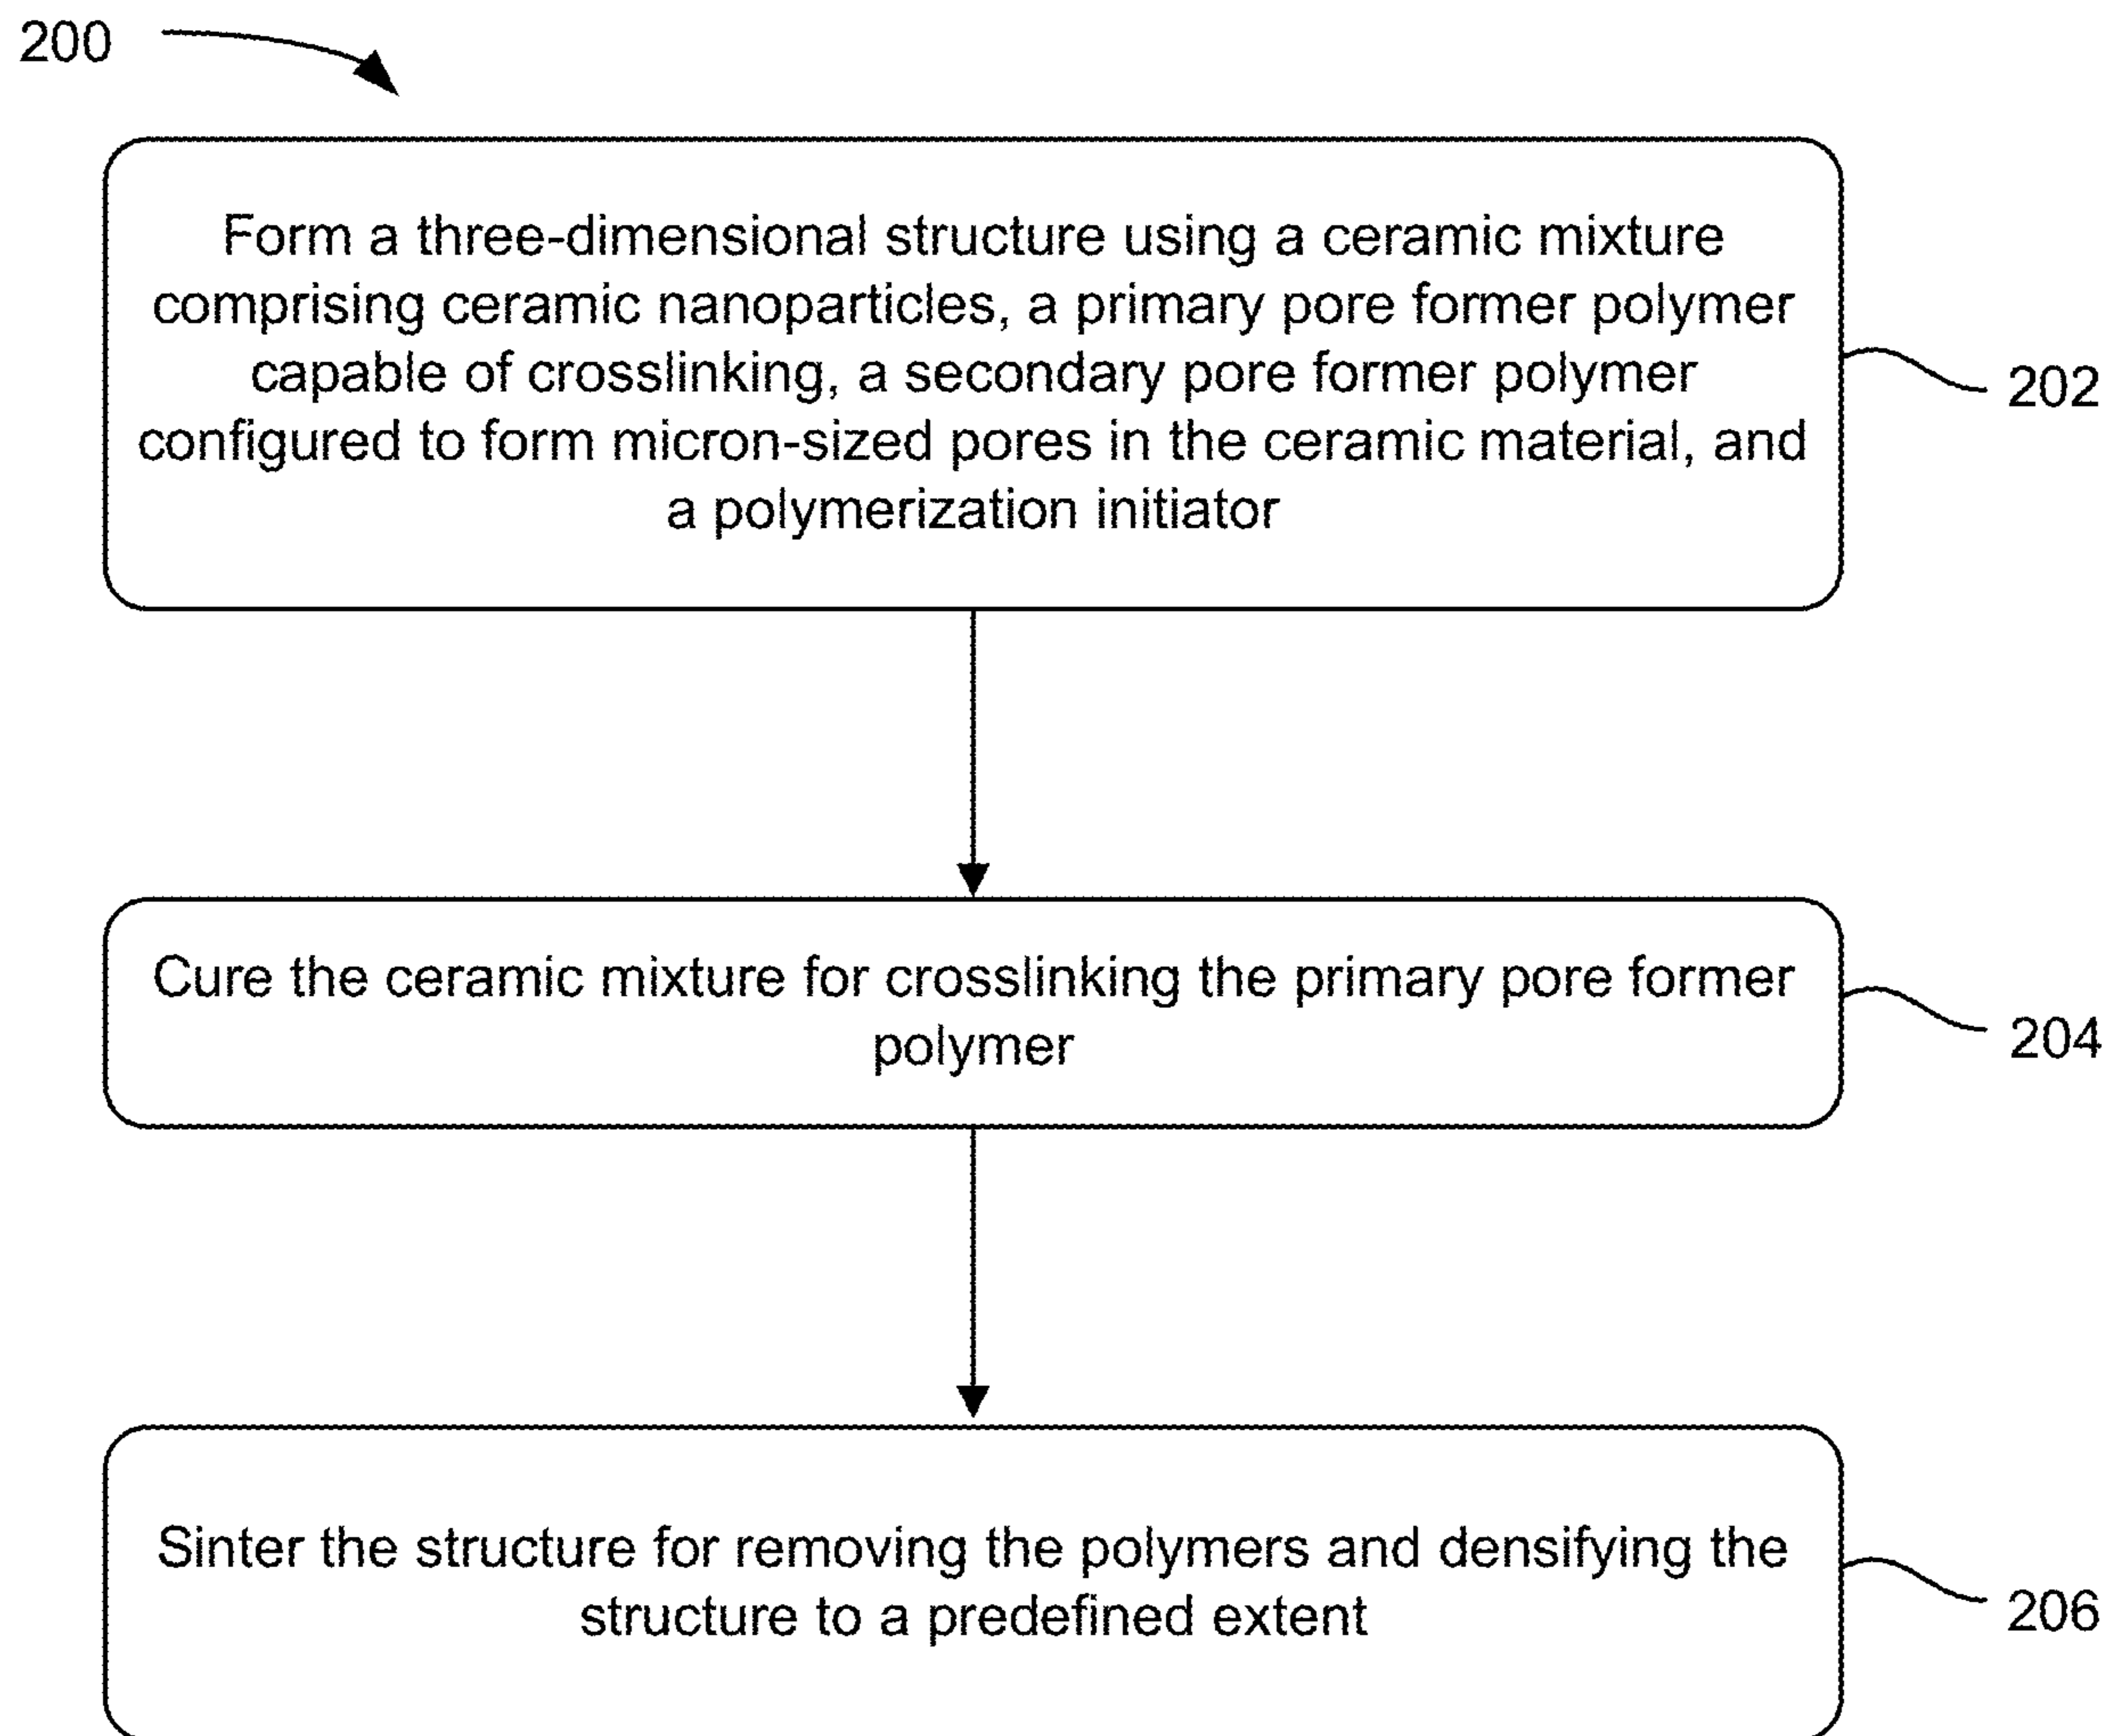 200
Form a three-dimensional structure using a ceramic mixture
comprising ceramic nanoparticles, a primary pore former polymer
capable of crosslinking, a secondary pore former polymer
configured to form micron-sized pores in the ceramic material, and
a polymerization initiator
202
Cure the ceramic mixture for crosslinking the primary pore former
polymer
204
Sinter the structure for removing the polymers and densifying the
structure to a predefined extent
206